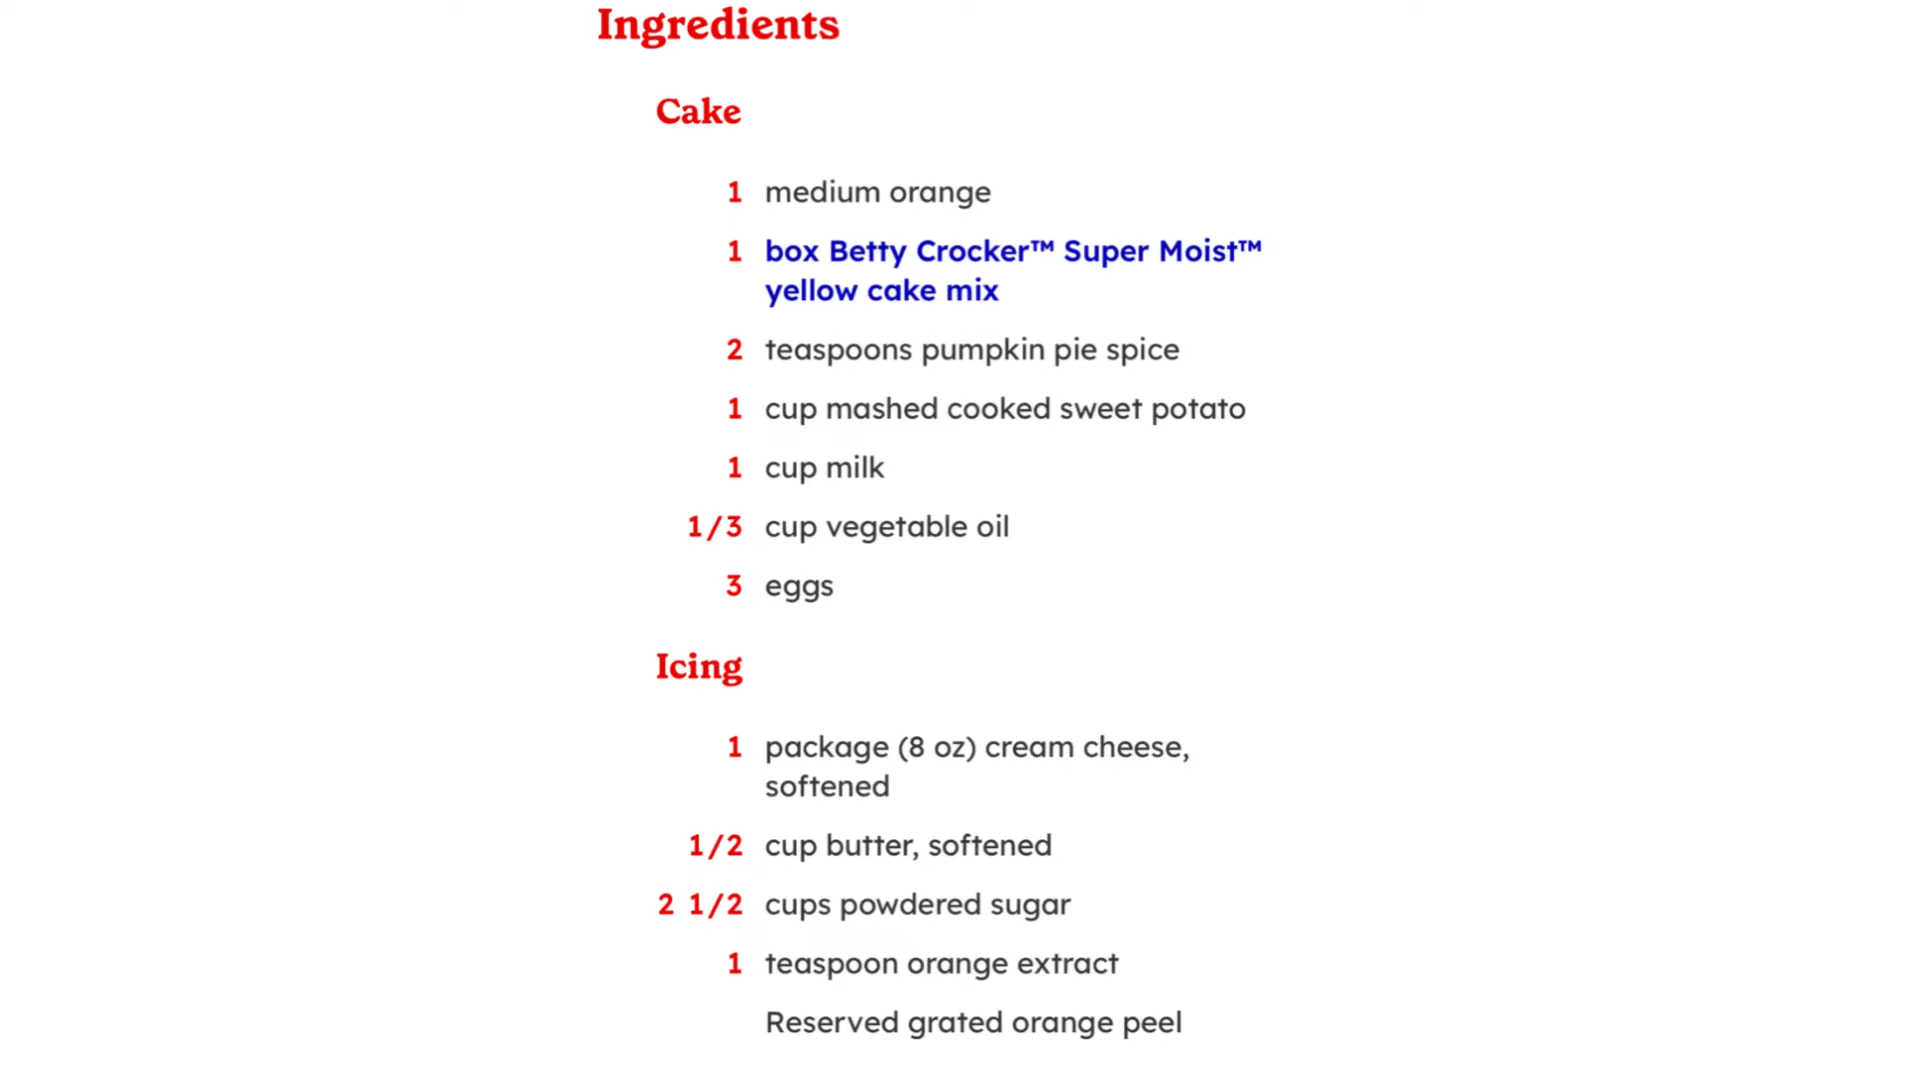 Ingredients
Cake
1 medium orange
1 box Betty Crocker™ Super Moist™
yellow cake mix
2 teaspoons pumpkin pie spice
1 cup mashed cooked sweet potato
1 cup milk
1/3 cup vegetable oil
3 eggs
Icing
1 package (8 oz) cream cheese,
softened
1/2 cup butter, softened
2 1/2 cups powdered sugar
1 teaspoon orange extract
Reserved grated orange peel